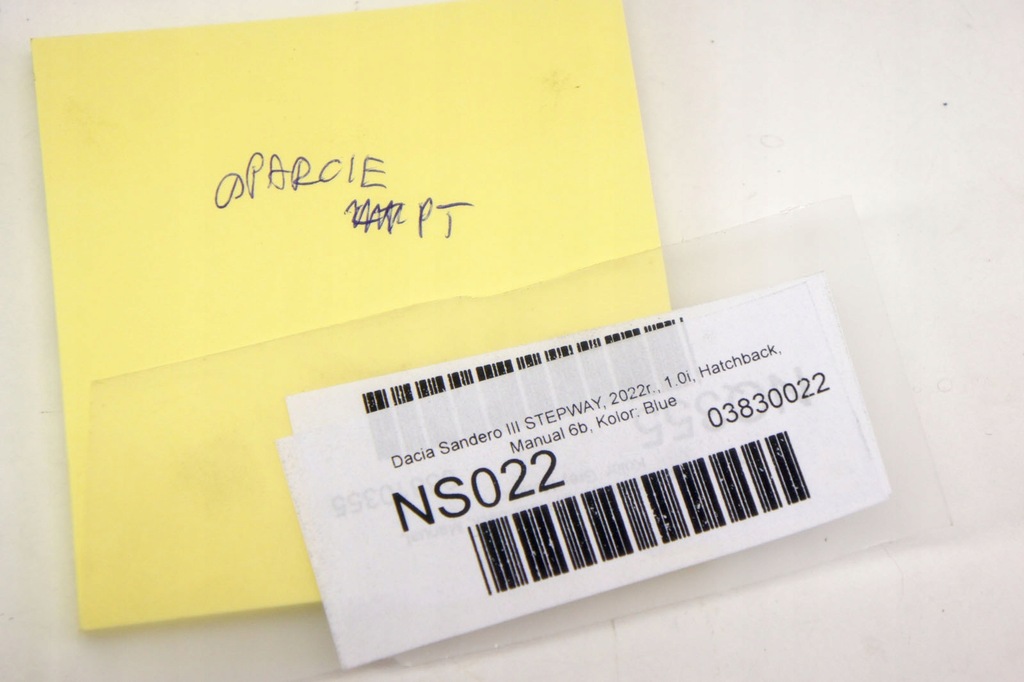 OPARCIE
PT
Dacia Sandero III STEPWAY, 2022r., 1.0i, Hatchback,
Manual 6b, Kolor: Blue
03830022
NS022